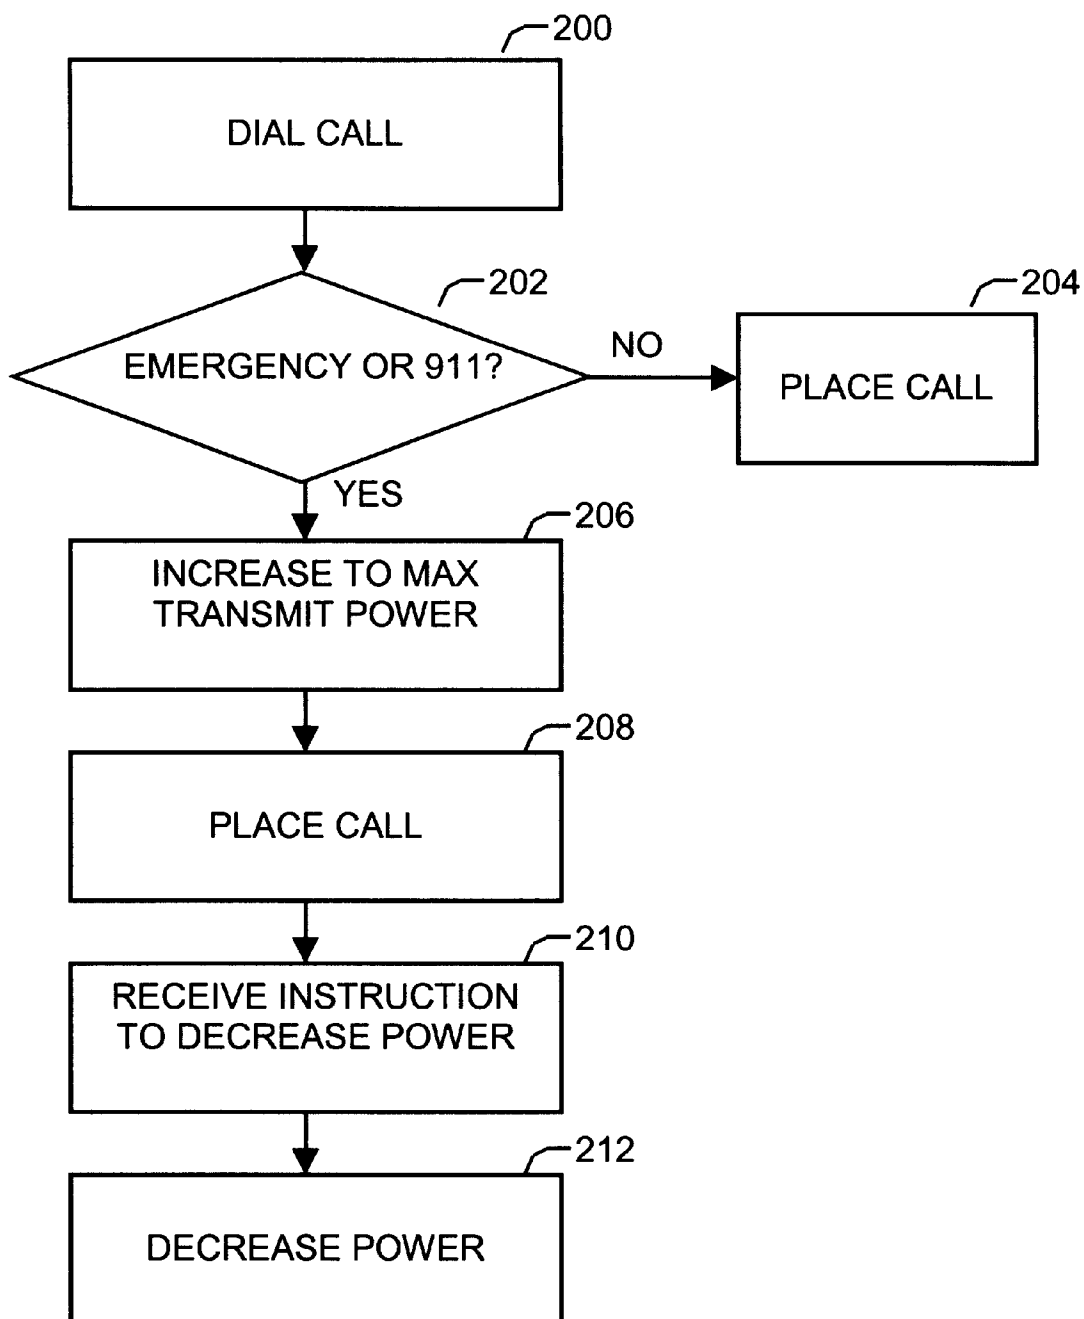 200
DIAL CALL
202
EMERGENCY OR 911?
NO
204
PLACE CALL
YES
206
INCREASE TO MAX
TRANSMIT POWER
208
PLACE CALL
210
RECEIVE INSTRUCTION
TO DECREASE POWER
212
DECREASE POWER